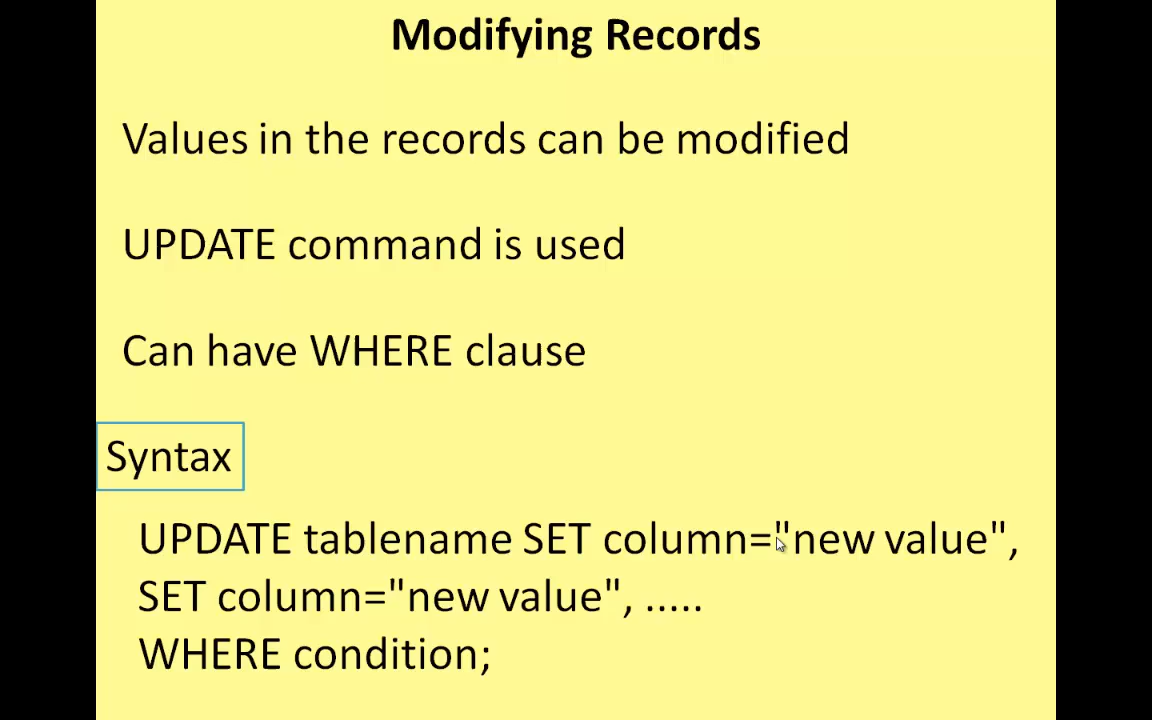 Modifying Records
Values in the records can be modified
UPDATE command is used
Can have WHERE clause
Syntax
UPDATE tablename SET column="new value",
SET column="new value", .....
WHERE condition;